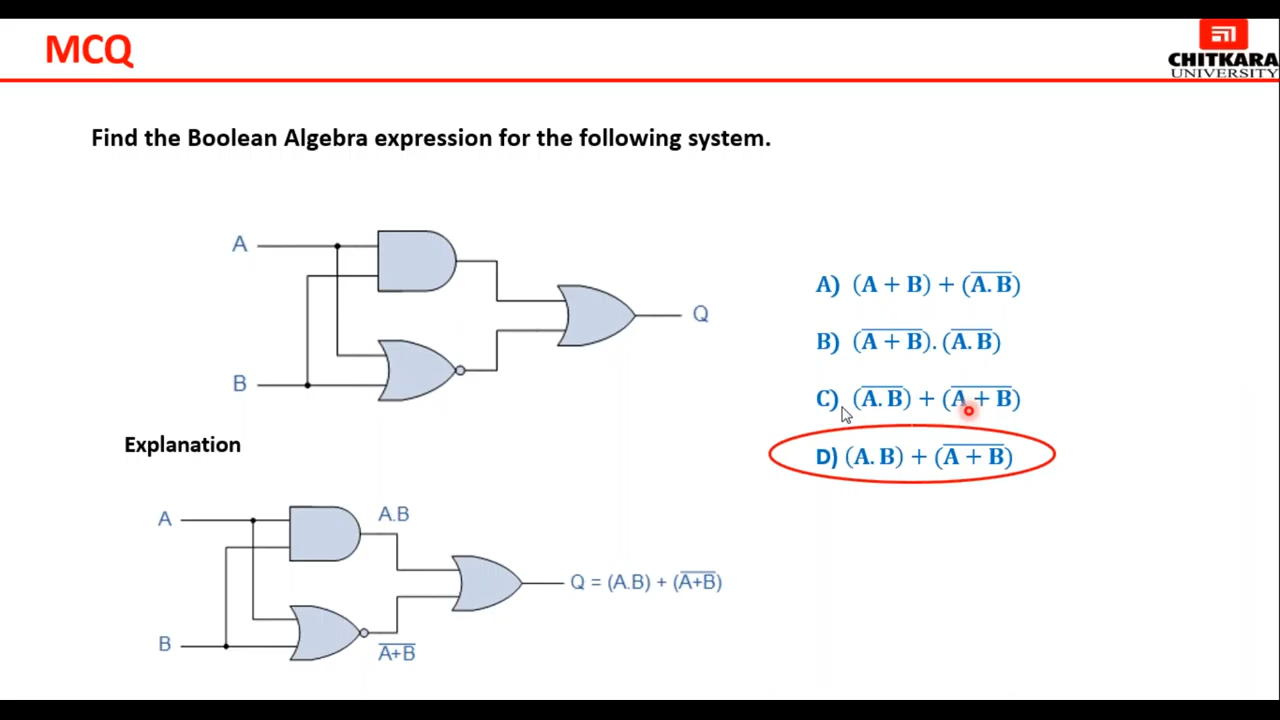 MCQ
CHITKARA
UNIVERSITY
Find the Boolean Algebra expression for the following system.
A
B
Q
A) (A + B) + (A̅.̅B̅)
B) (A̅ ̅+̅ ̅B̅). (A̅.̅ ̅B̅)
C) (A̅.̅ ̅B̅) + (A̅ ̅+̅ ̅B̅)
D) (A. B) + (A̅ ̅+̅ ̅B̅)
Explanation
A
A.B
Q = (A.B) + (A̅+̅B̅)
B
A̅+̅B̅